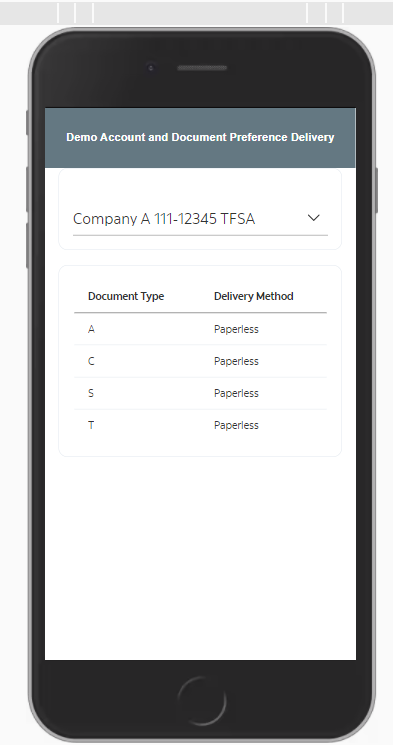 Demo Account and Document Preference Delivery
Company A 111-12345 TFSA
Document Type Delivery Method
A Paperless
C Paperless
S Paperless
T Paperless